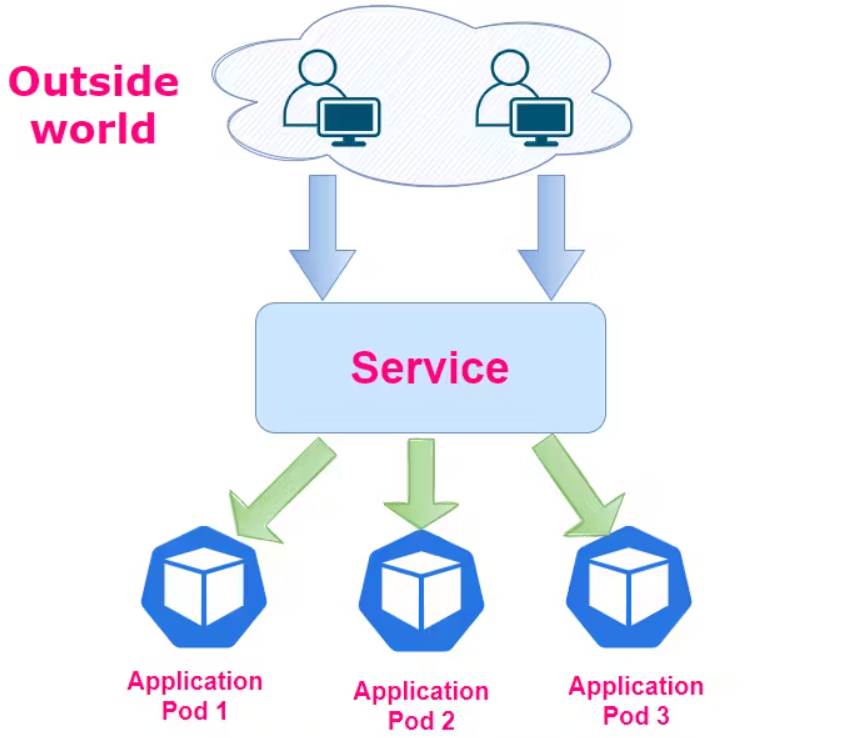 Outside
world
Service
Application
Pod 1
Application
Pod 2
Application
Pod 3